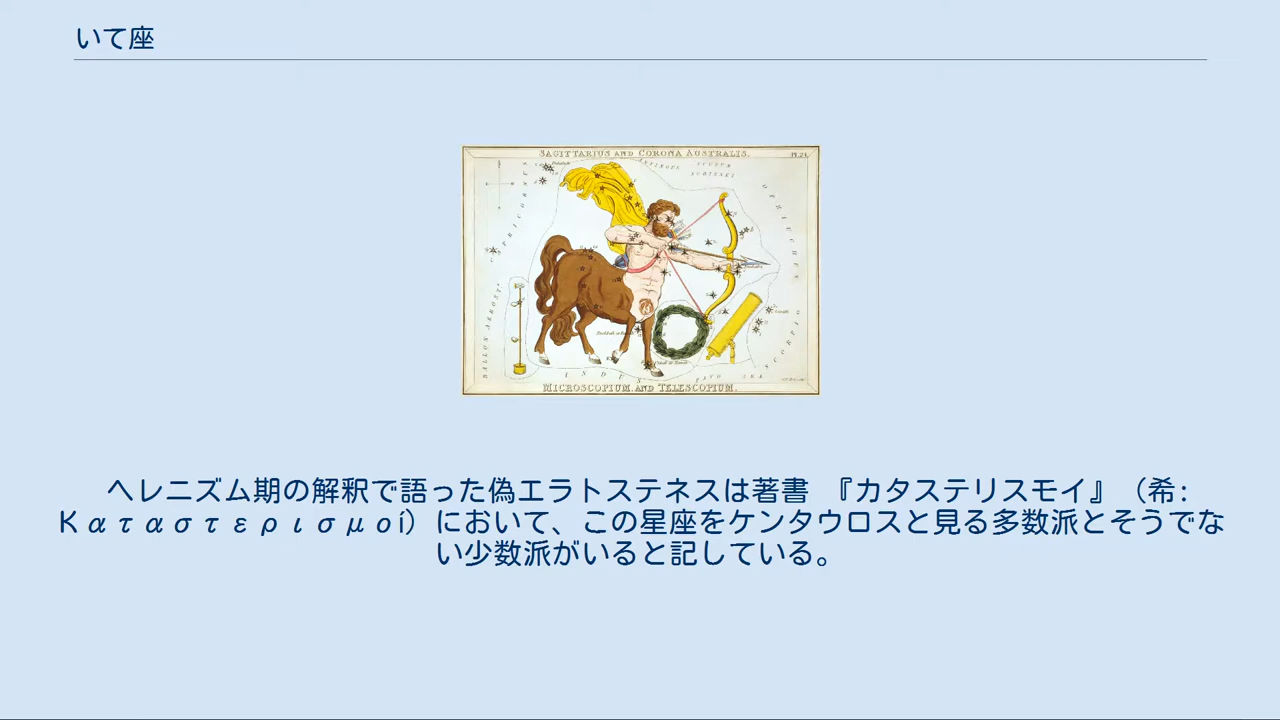 いて座
SAGITTARIUS AND CORONA AUSTRALIS.
MICROSCOPIUM AND TELESCOPIUM.
ヘレニズム期の解釈で語った偽エラトステネスは著書 『カタステリスモイ』（希:
Καταστερισμοί）において、この星座をケンタウロスと見る多数派とそうでな
い少数派がいると記している。